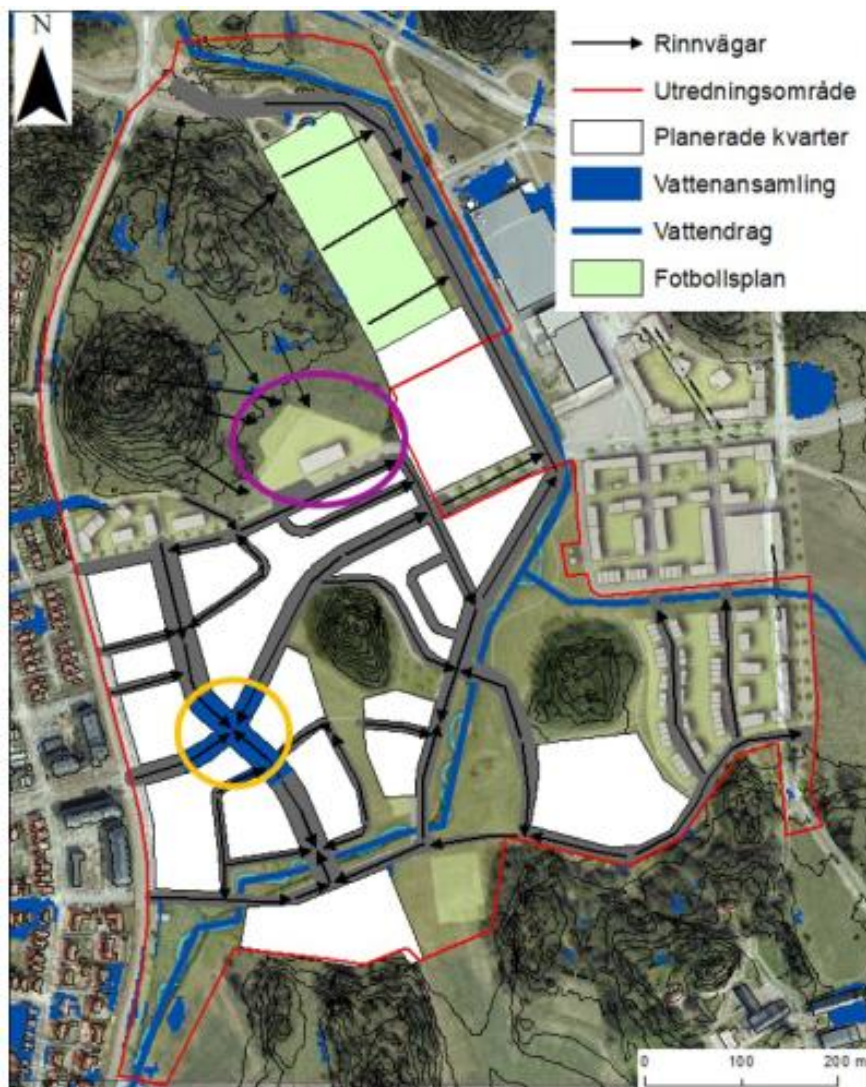 N
Rinnvägar
Utredningsområde
Planerade kvarter
Vattenansamling
Vattendrag
Fotbollsplan
0 100 200 m